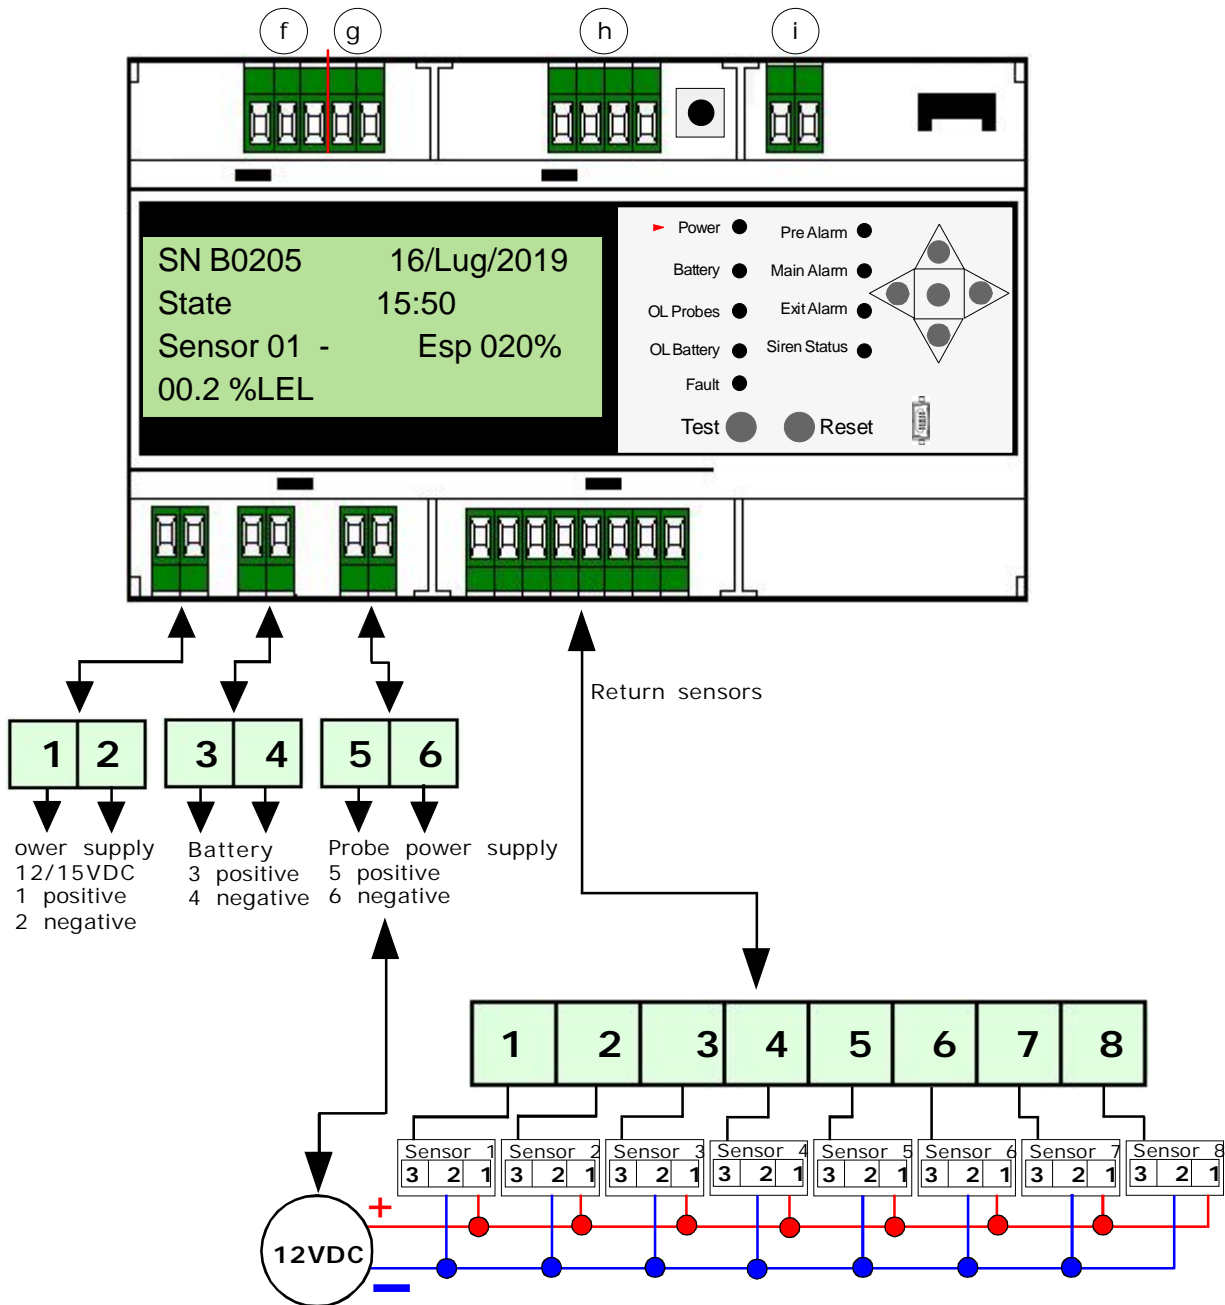 f g h i
SN B0205 16/Lug/2019
State 15:50
Sensor 01 - Esp 020%
00.2 %LEL
Power Pre Alarm
Battery Main Alarm
OL Probes Exit Alarm
OL Battery Siren Status
Fault
Test Reset
Return sensors
1 2 3 4 5 6
ower supply
12/15VDC
1 positive
2 negative
Battery
3 positive
4 negative
Probe power supply
5 positive
6 negative
1 2 3 4 5 6 7 8
Sensor 1 Sensor 2 Sensor 3 Sensor 4 Sensor 5 Sensor 6 Sensor 7 Sensor 8
3 2 1 3 2 1 3 2 1 3 2 1 3 2 1 3 2 1 3 2 1 3 2 1
+
12VDC